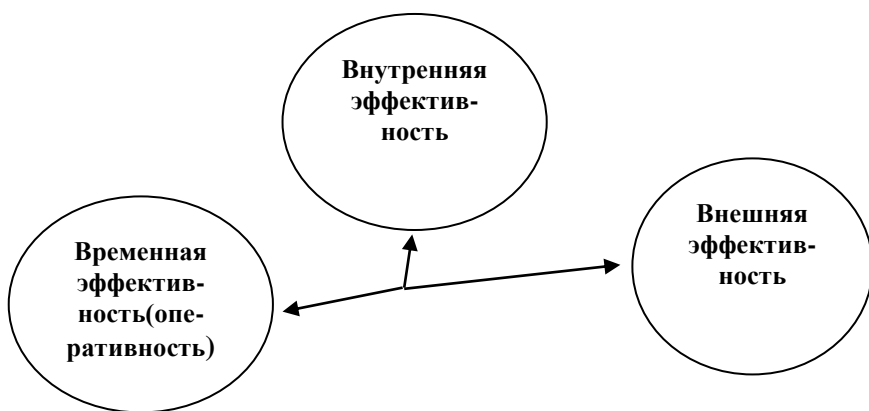 Внутренняя
эффектив-
ность
Внешняя
эффектив-
ность
Временная
эффектив-
ность(опе-
ративность)